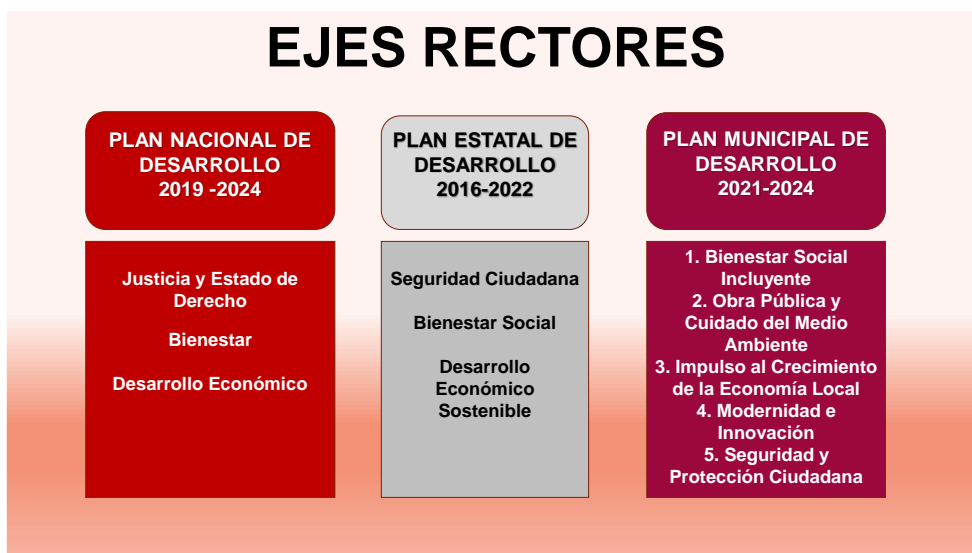 EJES RECTORES
PLAN NACIONAL DE
DESARROLLO
2019 -2024
Justicia y Estado de
Derecho
Bienestar
Desarrollo Económico
PLAN ESTATAL DE
DESARROLLO
2016-2022
Seguridad Ciudadana
Bienestar Social
Desarrollo
Económico
Sostenible
PLAN MUNICIPAL DE
DESARROLLO
2021-2024
1. Bienestar Social
Incluyente
2. Obra Pública y
Cuidado del Medio
Ambiente
3. Impulso al Crecimiento
de la Economía Local
4. Modernidad e
Innovación
5. Seguridad y
Protección Ciudadana